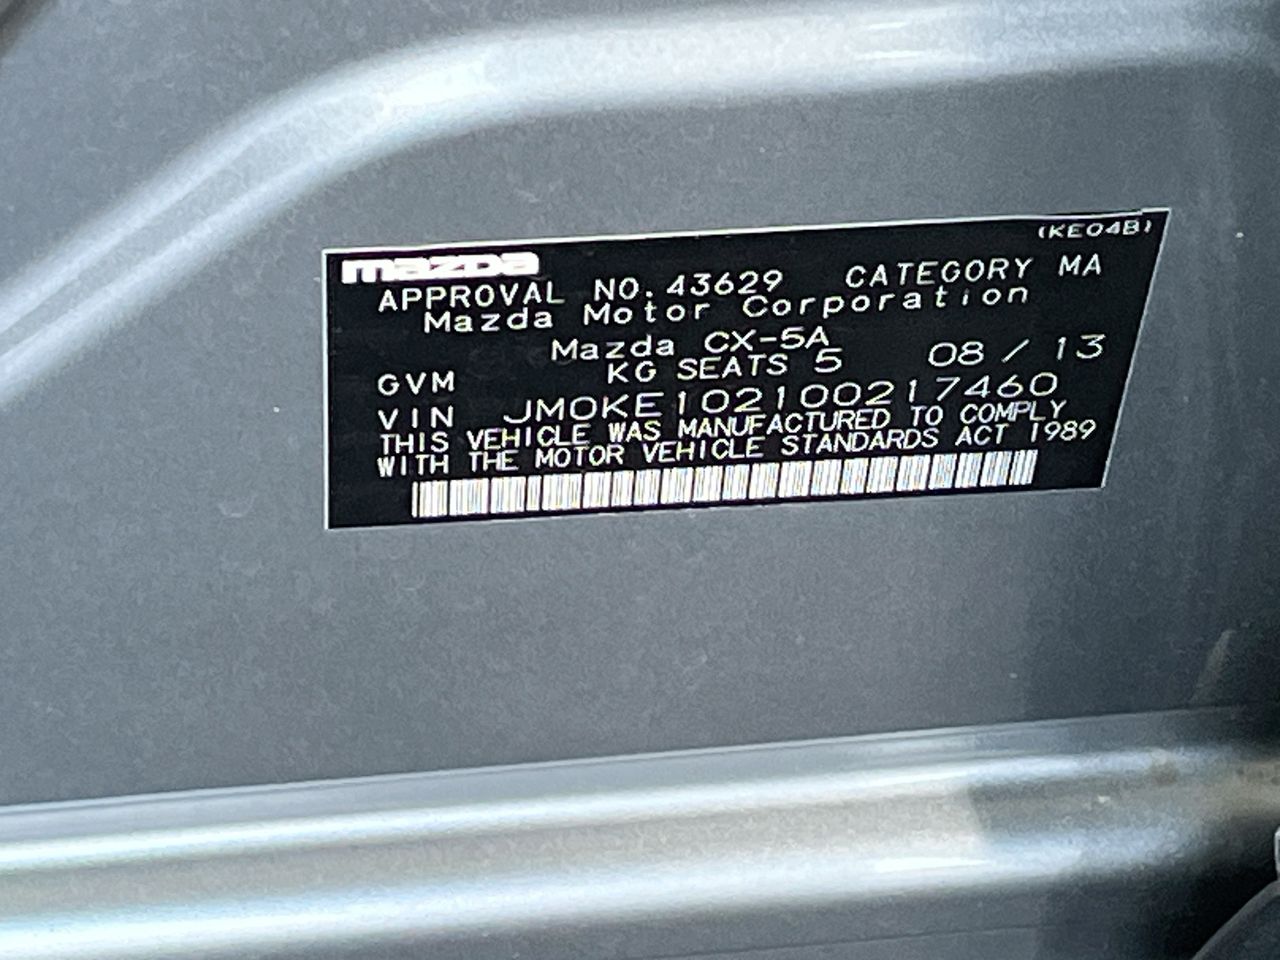 (KE04B)
mazda
APPROVAL NO. 43629 CATEGORY MA
Mazda Motor Corporation
Mazda CX-5A
GVM KG SEATS 5 08 / 13
VIN JM0KE102100217460
THIS VEHICLE WAS MANUFACTURED TO COMPLY
WITH THE MOTOR VEHICLE STANDARDS ACT 1989